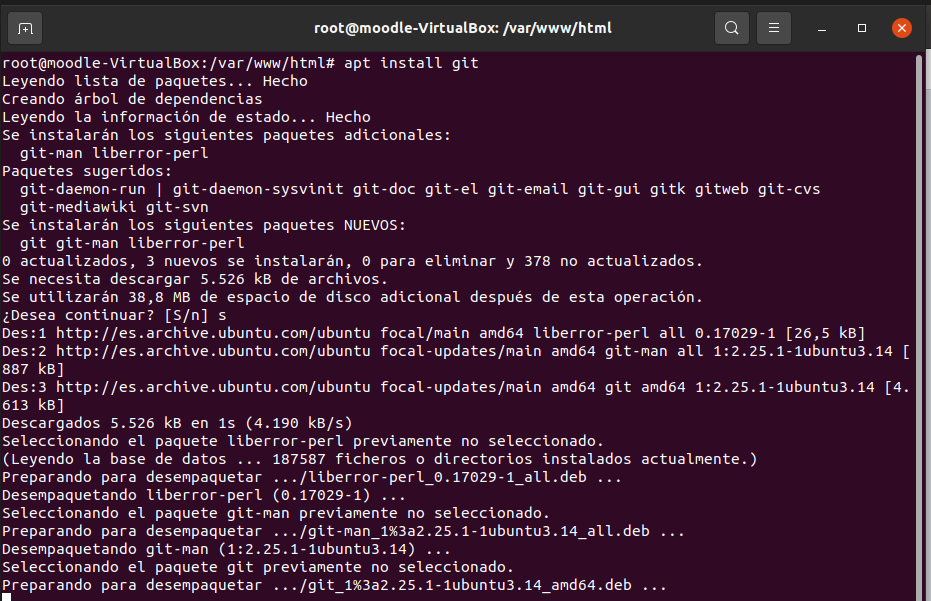 root@moodle-VirtualBox: /var/www/html
root@moodle-VirtualBox:/var/www/html# apt install git
Leyendo lista de paquetes... Hecho
Creando árbol de dependencias
Leyendo la información de estado... Hecho
Se instalarán los siguientes paquetes adicionales:
  git-man liberror-perl
Paquetes sugeridos:
  git-daemon-run | git-daemon-sysvinit git-doc git-el git-email git-gui gitk gitweb git-cvs
  git-mediawiki git-svn
Se instalarán los siguientes paquetes NUEVOS:
  git git-man liberror-perl
0 actualizados, 3 nuevos se instalarán, 0 para eliminar y 378 no actualizados.
Se necesita descargar 5.526 kB de archivos.
Se utilizarán 38,8 MB de espacio de disco adicional después de esta operación.
¿Desea continuar? [S/n] s
Des:1 http://es.archive.ubuntu.com/ubuntu focal/main amd64 liberror-perl all 0.17029-1 [26,5 kB]
Des:2 http://es.archive.ubuntu.com/ubuntu focal-updates/main amd64 git-man all 1:2.25.1-1ubuntu3.14 [
887 kB]
Des:3 http://es.archive.ubuntu.com/ubuntu focal-updates/main amd64 git amd64 1:2.25.1-1ubuntu3.14 [4.
613 kB]
Descargados 5.526 kB en 1s (4.190 kB/s)
Seleccionando el paquete liberror-perl previamente no seleccionado.
(Leyendo la base de datos ... 187587 ficheros o directorios instalados actualmente.)
Preparando para desempaquetar .../liberror-perl_0.17029-1_all.deb ...
Desempaquetando liberror-perl (0.17029-1) ...
Seleccionando el paquete git-man previamente no seleccionado.
Preparando para desempaquetar .../git-man_1%3a2.25.1-1ubuntu3.14_all.deb ...
Desempaquetando git-man (1:2.25.1-1ubuntu3.14) ...
Seleccionando el paquete git previamente no seleccionado.
Preparando para desempaquetar .../git_1%3a2.25.1-1ubuntu3.14_amd64.deb ...